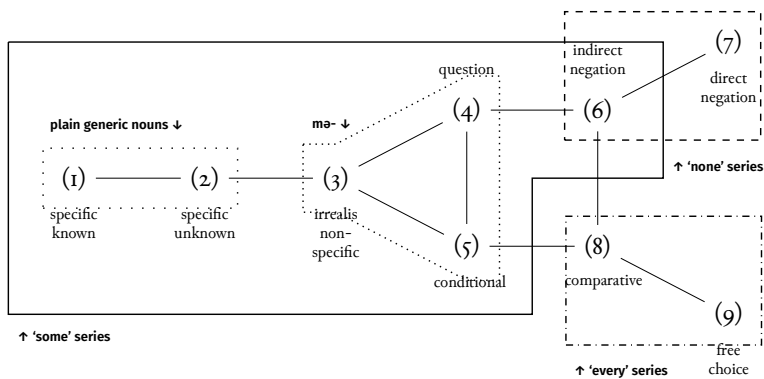 (7)
indirect
negation
question
direct
negation
plain generic nouns ↓
mə- ↓
(4)
(6)
↑ 'none' series
(1)
(2)
(3)
specific
known
specific
unknown
irrealis
non-
specific
(5)
(8)
conditional
comparative
(9)
↑ 'some' series
free
choice
↑ 'every' series